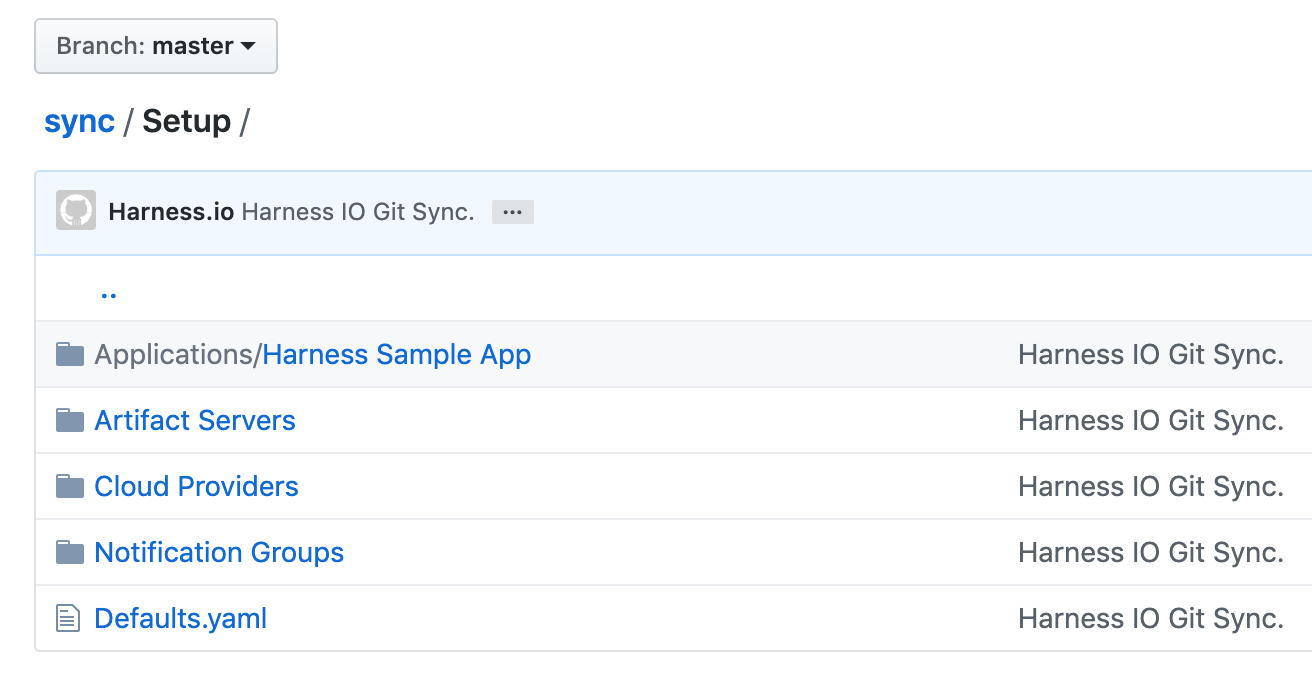 Branch: master
sync / Setup /
Harness.io Harness IO Git Sync. ...
..
Applications/Harness Sample App Harness IO Git Sync.
Artifact Servers Harness IO Git Sync.
Cloud Providers Harness IO Git Sync.
Notification Groups Harness IO Git Sync.
Defaults.yaml Harness IO Git Sync.